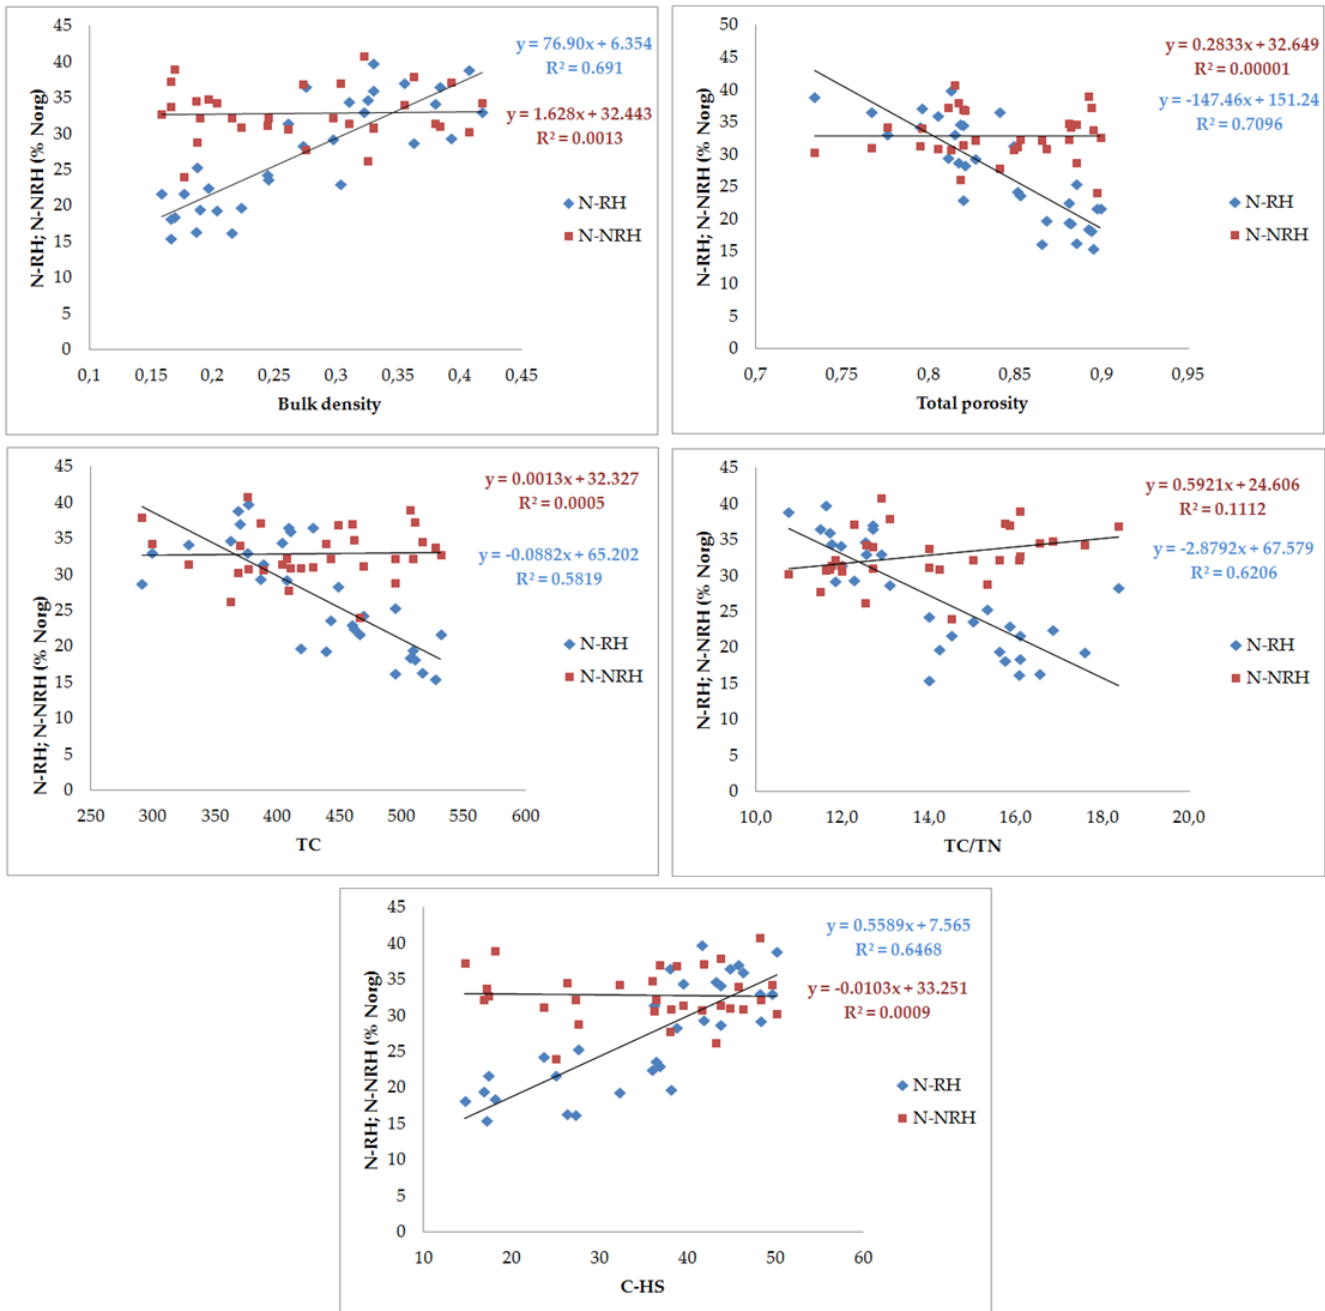 45
40
35
30
25
20
15
10
5
0
N-RH; N-NRH (% Norg)
y = 76.90x + 6.354
R² = 0.691
y = 1.628x + 32.443
R² = 0.0013
N-RH
N-NRH
0,1 0,15 0,2 0,25 0,3 0,35 0,4 0,45
Bulk density
50
45
40
35
30
25
20
15
10
5
0
N-RH; N-NRH (% Norg)
y = 0.2833x + 32.649
R² = 0.00001
y = -147.46x + 151.24
R² = 0.7096
N-RH
N-NRH
0,7 0,75 0,8 0,85 0,9 0,95
Total porosity
45
40
35
30
25
20
15
10
5
0
N-RH; N-NRH (% Norg)
y = 0.0013x + 32.327
R² = 0.0005
y = -0.0882x + 65.202
R² = 0.5819
N-RH
N-NRH
250 300 350 400 450 500 550 600
TC
45
40
35
30
25
20
15
10
5
0
N-RH; N-NRH (% Norg)
y = 0.5921x + 24.606
R² = 0.1112
y = -2.8792x + 67.579
R² = 0.6206
N-RH
N-NRH
10,0 12,0 14,0 16,0 18,0 20,0
TC/TN
45
40
35
30
25
20
15
10
5
0
N-RH; N-NRH (% Norg)
y = 0.5589x + 7.565
R² = 0.6468
y = -0.0103x + 33.251
R² = 0.0009
N-RH
N-NRH
10 20 30 40 50 60
C-HS